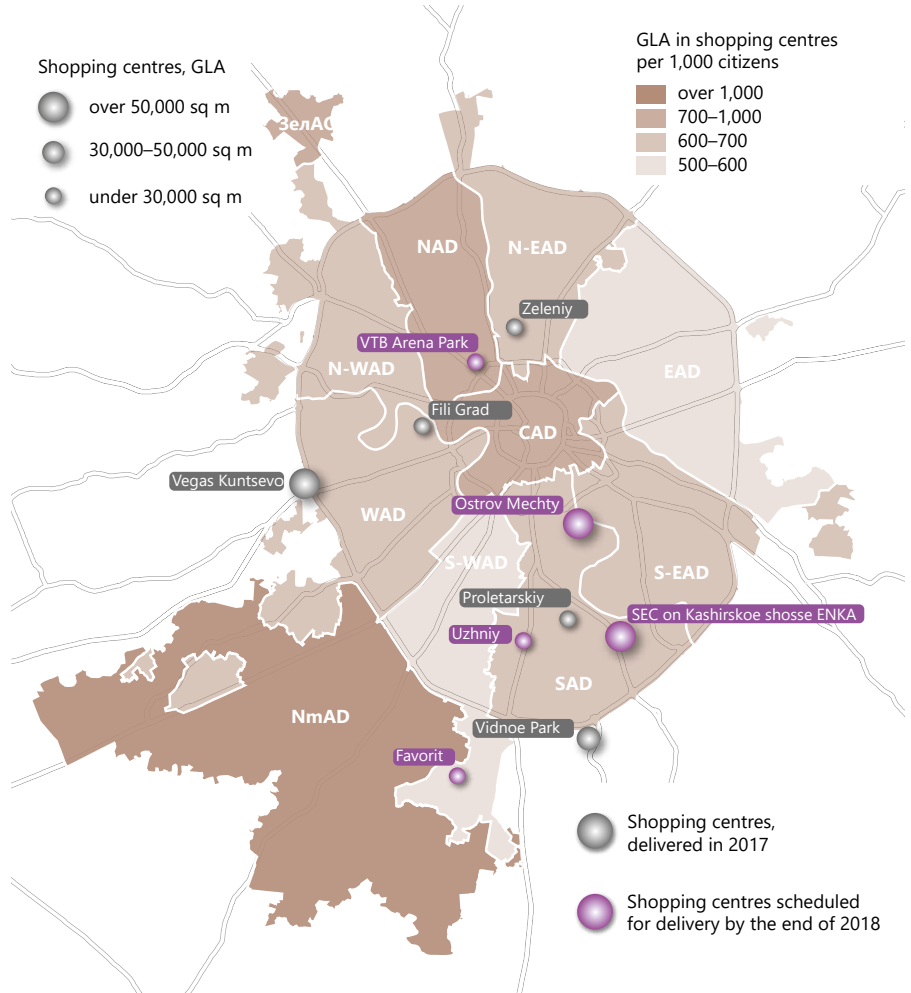 Shopping centres, GLA
over 50,000 sq m
30,000–50,000 sq m
under 30,000 sq m
GLA in shopping centres
per 1,000 citizens
over 1,000
700–1,000
600–700
500–600
ЗелАО
NAD
N-EAD
Zeleniy
VTB Arena Park
N-WAD
EAD
Fili Grad
CAD
Vegas Kuntsevo
Ostrov Mechty
WAD
S-WAD
S-EAD
Proletarskiy
SEC on Kashirskoe shosse ENKA
Uzhniy
SAD
NmAD
Vidnoe Park
Favorit
Shopping centres,
delivered in 2017
Shopping centres scheduled
for delivery by the end of 2018